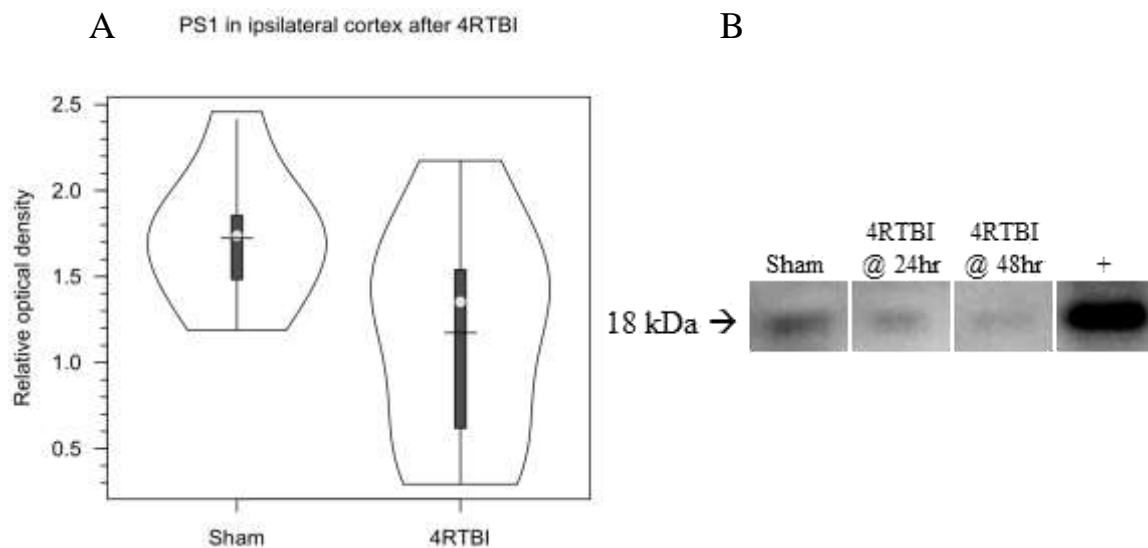 A
PS1 in ipsilateral cortex after 4RTBI
B
2.5
2.0
1.5
1.0
0.5
Relative optical density
Sham
4RTBI
Sham
4RTBI
@ 24hr
4RTBI
@ 48hr
+
18 kDa →